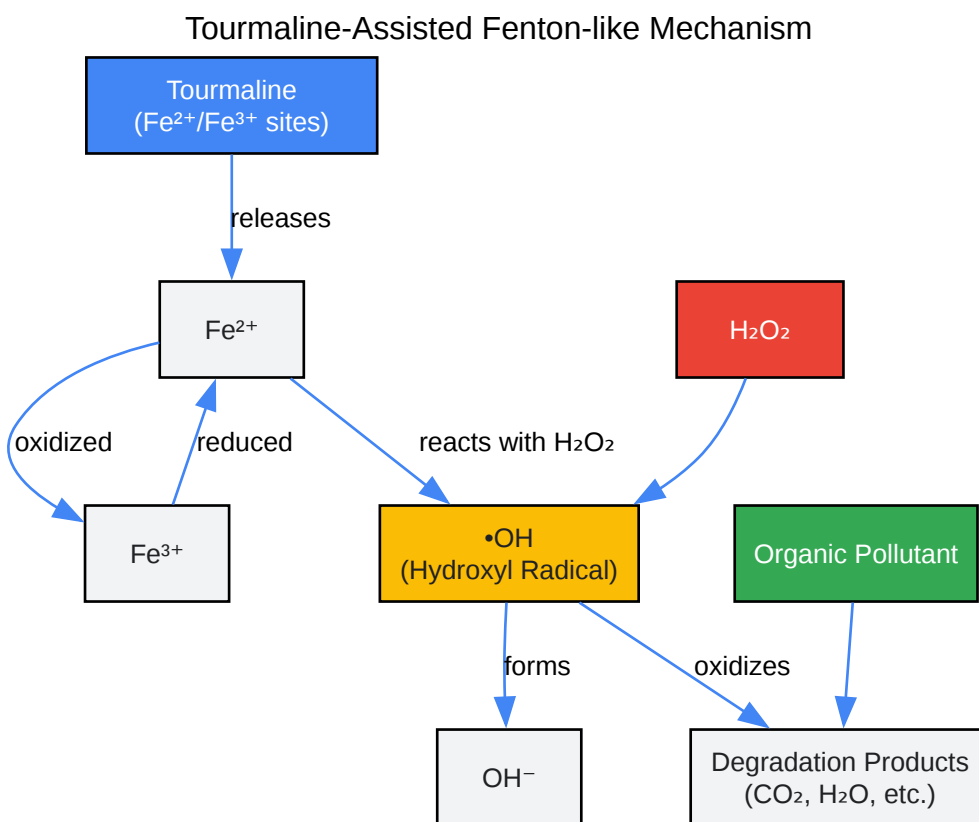 Tourmaline-Assisted Fenton-like Mechanism
Tourmaline
(Fe²⁺/Fe³⁺ sites)
releases
Fe²⁺
H₂O₂
oxidized
reduced
reacts with H₂O₂
Fe³⁺
•OH
(Hydroxyl Radical)
Organic Pollutant
forms
oxidizes
OH⁻
Degradation Products
(CO₂, H₂O, etc.)